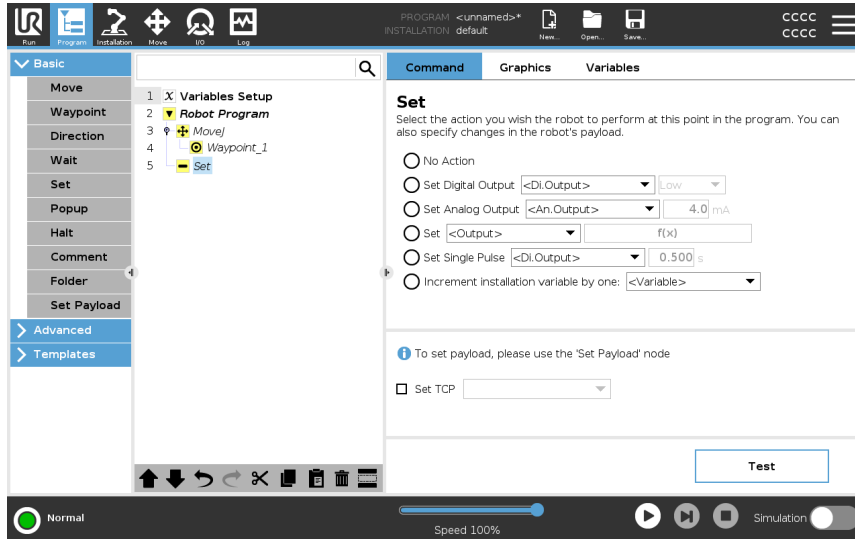 UR
Run
Program
Installation
Move
I/O
Log
PROGRAM <unnamed>*
INSTALLATION default
New...
Open...
Save...
cccc
cccc
Basic
Move
Waypoint
Direction
Wait
Set
Popup
Halt
Comment
Folder
Set Payload
Advanced
Templates
1 X Variables Setup
2 Robot Program
3 MoveJ
4 Waypoint_1
5 Set
Command Graphics Variables
Set
Select the action you wish the robot to perform at this point in the program. You can
also specify changes in the robot's payload.
No Action
Set Digital Output <Di.Output> Low
Set Analog Output <An.Output> 4.0 mA
Set <Output> f(x)
Set Single Pulse <Di.Output> 0.500 s
Increment installation variable by one: <Variable>
i To set payload, please use the 'Set Payload' node
Set TCP
Test
Normal
Speed 100%
Simulation